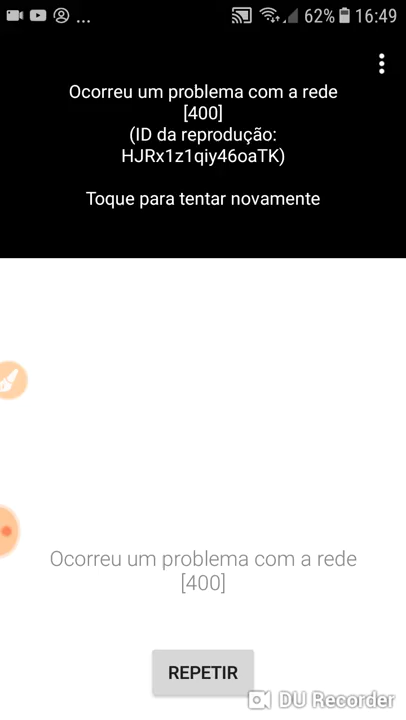 ... 62% 16:49
Ocorreu um problema com a rede
[400]
(ID da reprodução:
HJRx1z1qiy46oaTK)
Toque para tentar novamente
Ocorreu um problema com a rede
[400]
REPETIR
DU Recorder